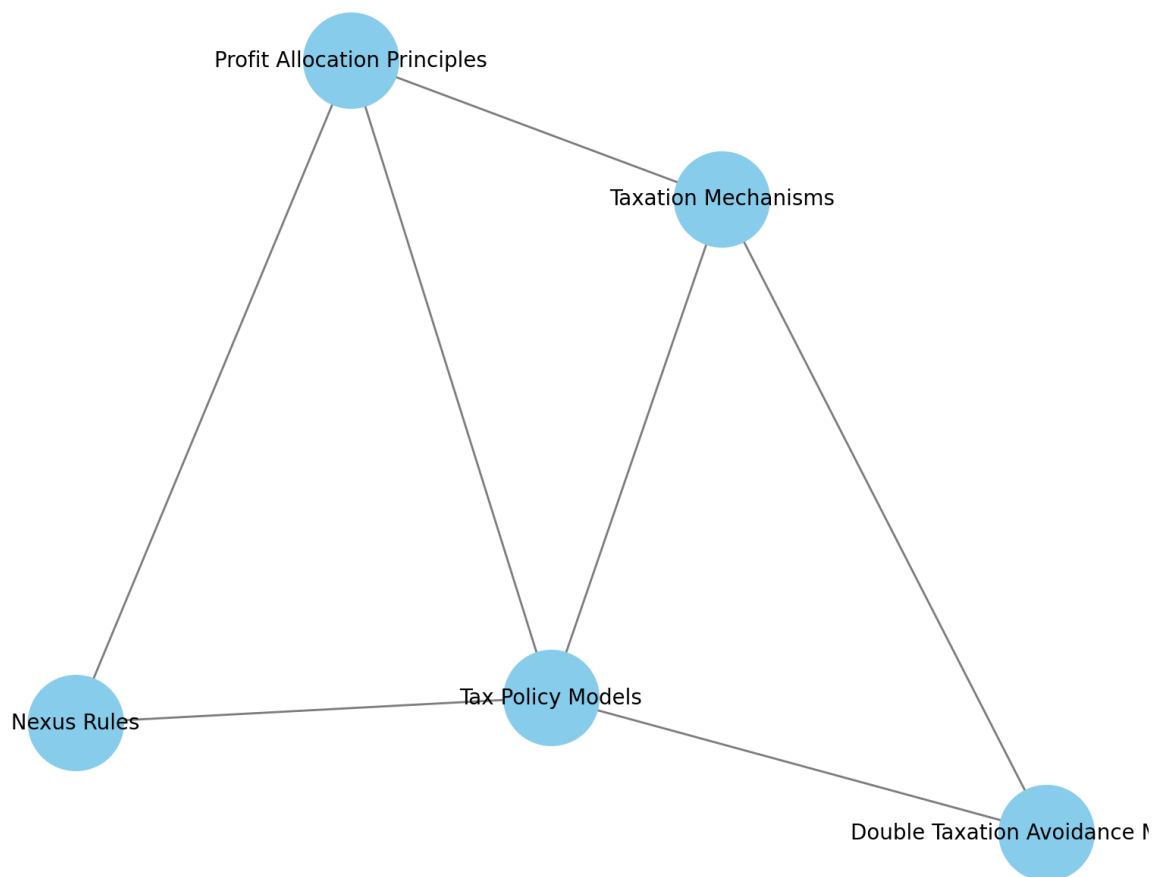 Profit Allocation Principles
Taxation Mechanisms
Tax Policy Models
Nexus Rules
Double Taxation Avoidance